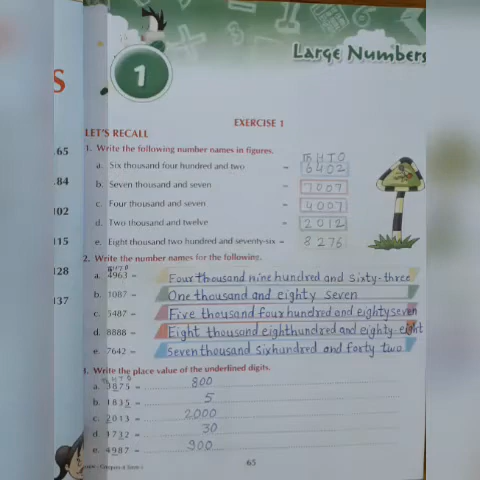 Large Numbers
1
S
EXERCISE 1
LET'S RECALL
65
84
102
115
128
137
1. Write the following number names in figures.
Th H T O
a. Six thousand four hundred and two = 6402
b. Seven thousand and seven = 7007
c. Four thousand and seven = 4007
d. Two thousand and twelve = 2012
e. Eight thousand two hundred and seventy-six = 8276
2. Write the number names for the following.
a. 4963 = Four thousand nine hundred and sixty-three
b. 1087 = One thousand and eighty seven
c. 5487 = Five thousand four hundred and eighty seven
d. 8888 = Eight thousand eight hundred and eighty eight
e. 7642 = Seven thousand six hundred and forty two
3. Write the place value of the underlined digits.
a. 3875 = 800
b. 1835 = 5
c. 2013 = 2000
d. 1732 = 30
e. 4987 = 900
65